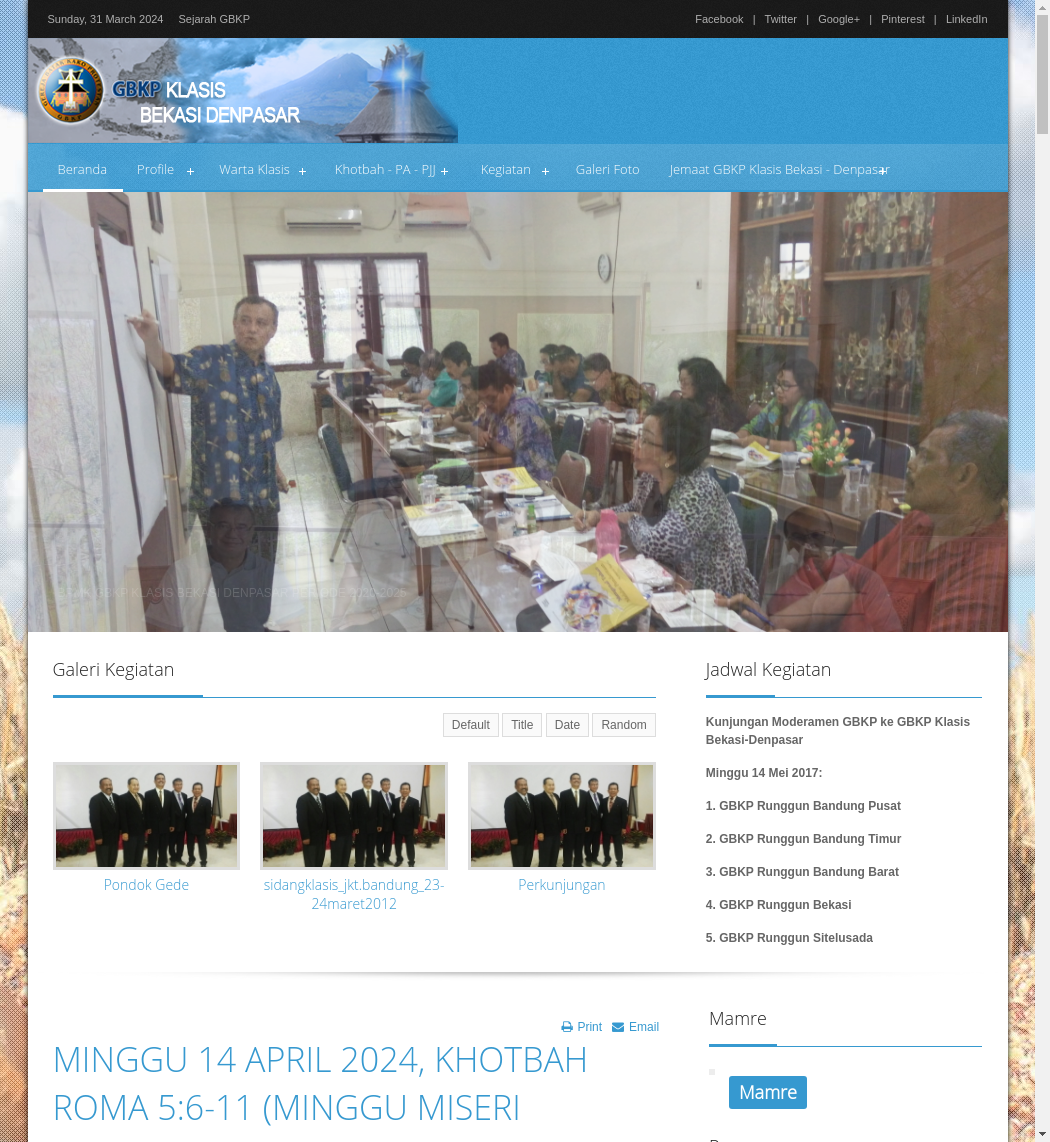 Sunday, 31 March 2024 Sejarah GBKP
Facebook | Twitter | Google+ | Pinterest | LinkedIn
GBKP KLASIS
BEKASI DENPASAR
Beranda Profile Warta Klasis Khotbah - PA - PJJ Kegiatan Galeri Foto Jemaat GBKP Klasis Bekasi - Denpasar
GBKP KLASIS BEKASI DENPASAR
Galeri Kegiatan
Default Title Date Random
Pondok Gede
sidangklasis_jkt.bandung_23-
24maret2012
Perkunjungan
Jadwal Kegiatan
Kunjungan Moderamen GBKP ke GBKP Klasis
Bekasi-Denpasar
Minggu 14 Mei 2017:
1. GBKP Runggun Bandung Pusat
2. GBKP Runggun Bandung Timur
3. GBKP Runggun Bandung Barat
4. GBKP Runggun Bekasi
5. GBKP Runggun Sitelusada
Print Email
MINGGU 14 APRIL 2024, KHOTBAH
ROMA 5:6-11 (MINGGU MISERI
Mamre
Mamre